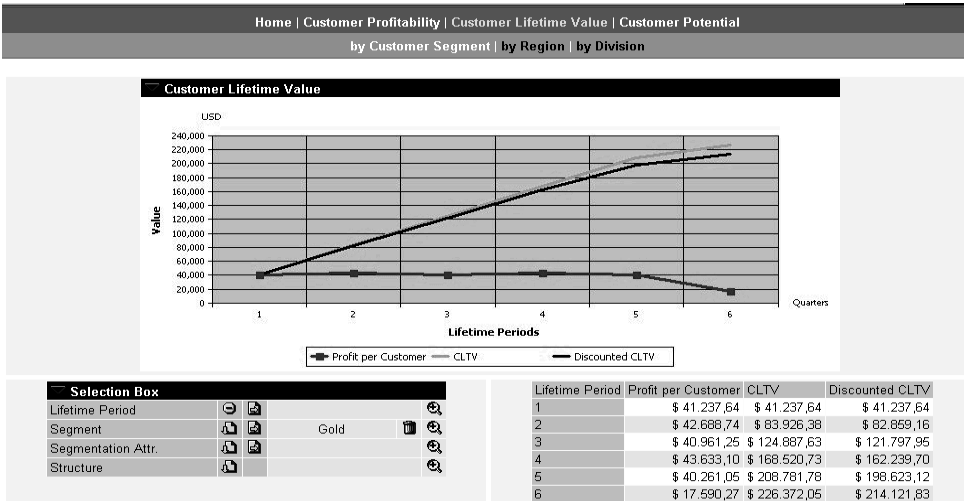 Home | Customer Profitability | Customer Lifetime Value | Customer Potential
by Customer Segment | by Region | by Division
Customer Lifetime Value
USD
240,000
220,000
200,000
180,000
160,000
140,000
120,000
100,000
80,000
60,000
40,000
20,000
0
Value
1 2 3 4 5 6
Quarters
Lifetime Periods
Profit per Customer CLTV Discounted CLTV
Selection Box
Lifetime Period
Segment Gold
Segmentation Attr.
Structure
Lifetime Period Profit per Customer CLTV Discounted CLTV
1 $ 41.237,64 $ 41.237,64 $ 41.237,64
2 $ 42.688,74 $ 83.926,38 $ 82.859,16
3 $ 40.961,25 $ 124.887,63 $ 121.797,95
4 $ 43.633,10 $ 168.520,73 $ 162.239,70
5 $ 40.261,05 $ 208.781,78 $ 198.623,12
6 $ 17.590,27 $ 226.372,05 $ 214.121,83